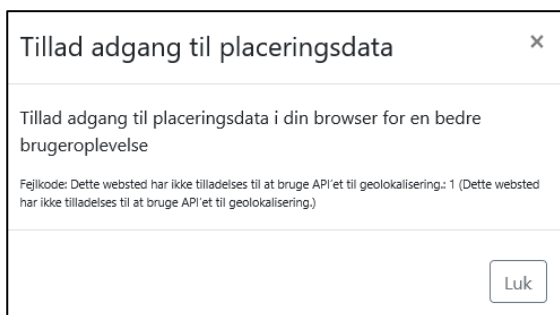 Tillad adgang til placeringsdata ×
Tillad adgang til placeringsdata i din browser for en bedre
brugeroplevelse
Fejlkode: Dette websted har ikke tilladelses til at bruge API'et til geolokalisering.: 1 (Dette websted
har ikke tilladelses til at bruge API'et til geolokalisering.)
Luk